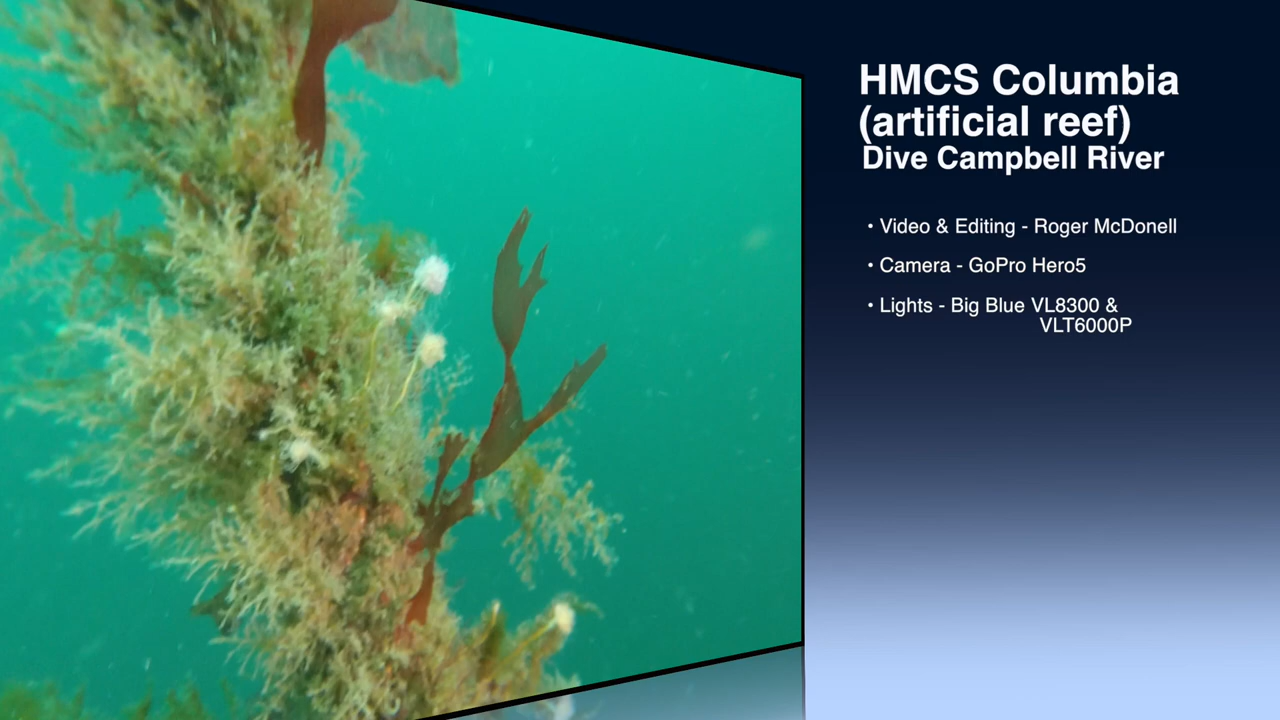 HMCS Columbia
(artificial reef)
Dive Campbell River
• Video & Editing - Roger McDonell
• Camera - GoPro Hero5
• Lights - Big Blue VL8300 &
VLT6000P